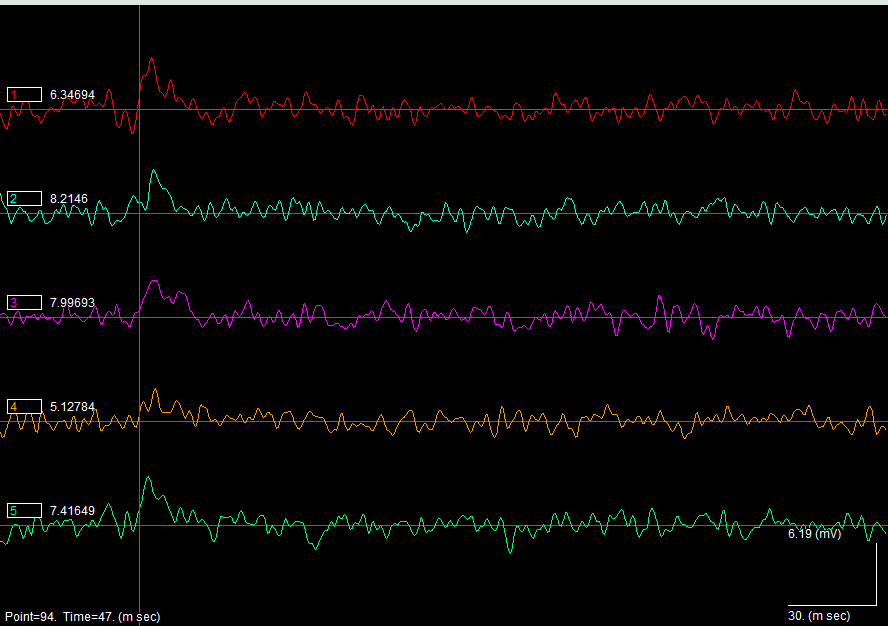 1 6.34694
2 8.2146
3 7.99693
4 5.12784
5 7.41649
6.19 (mV)
Point=94. Time=47. (m sec)
30. (m sec)